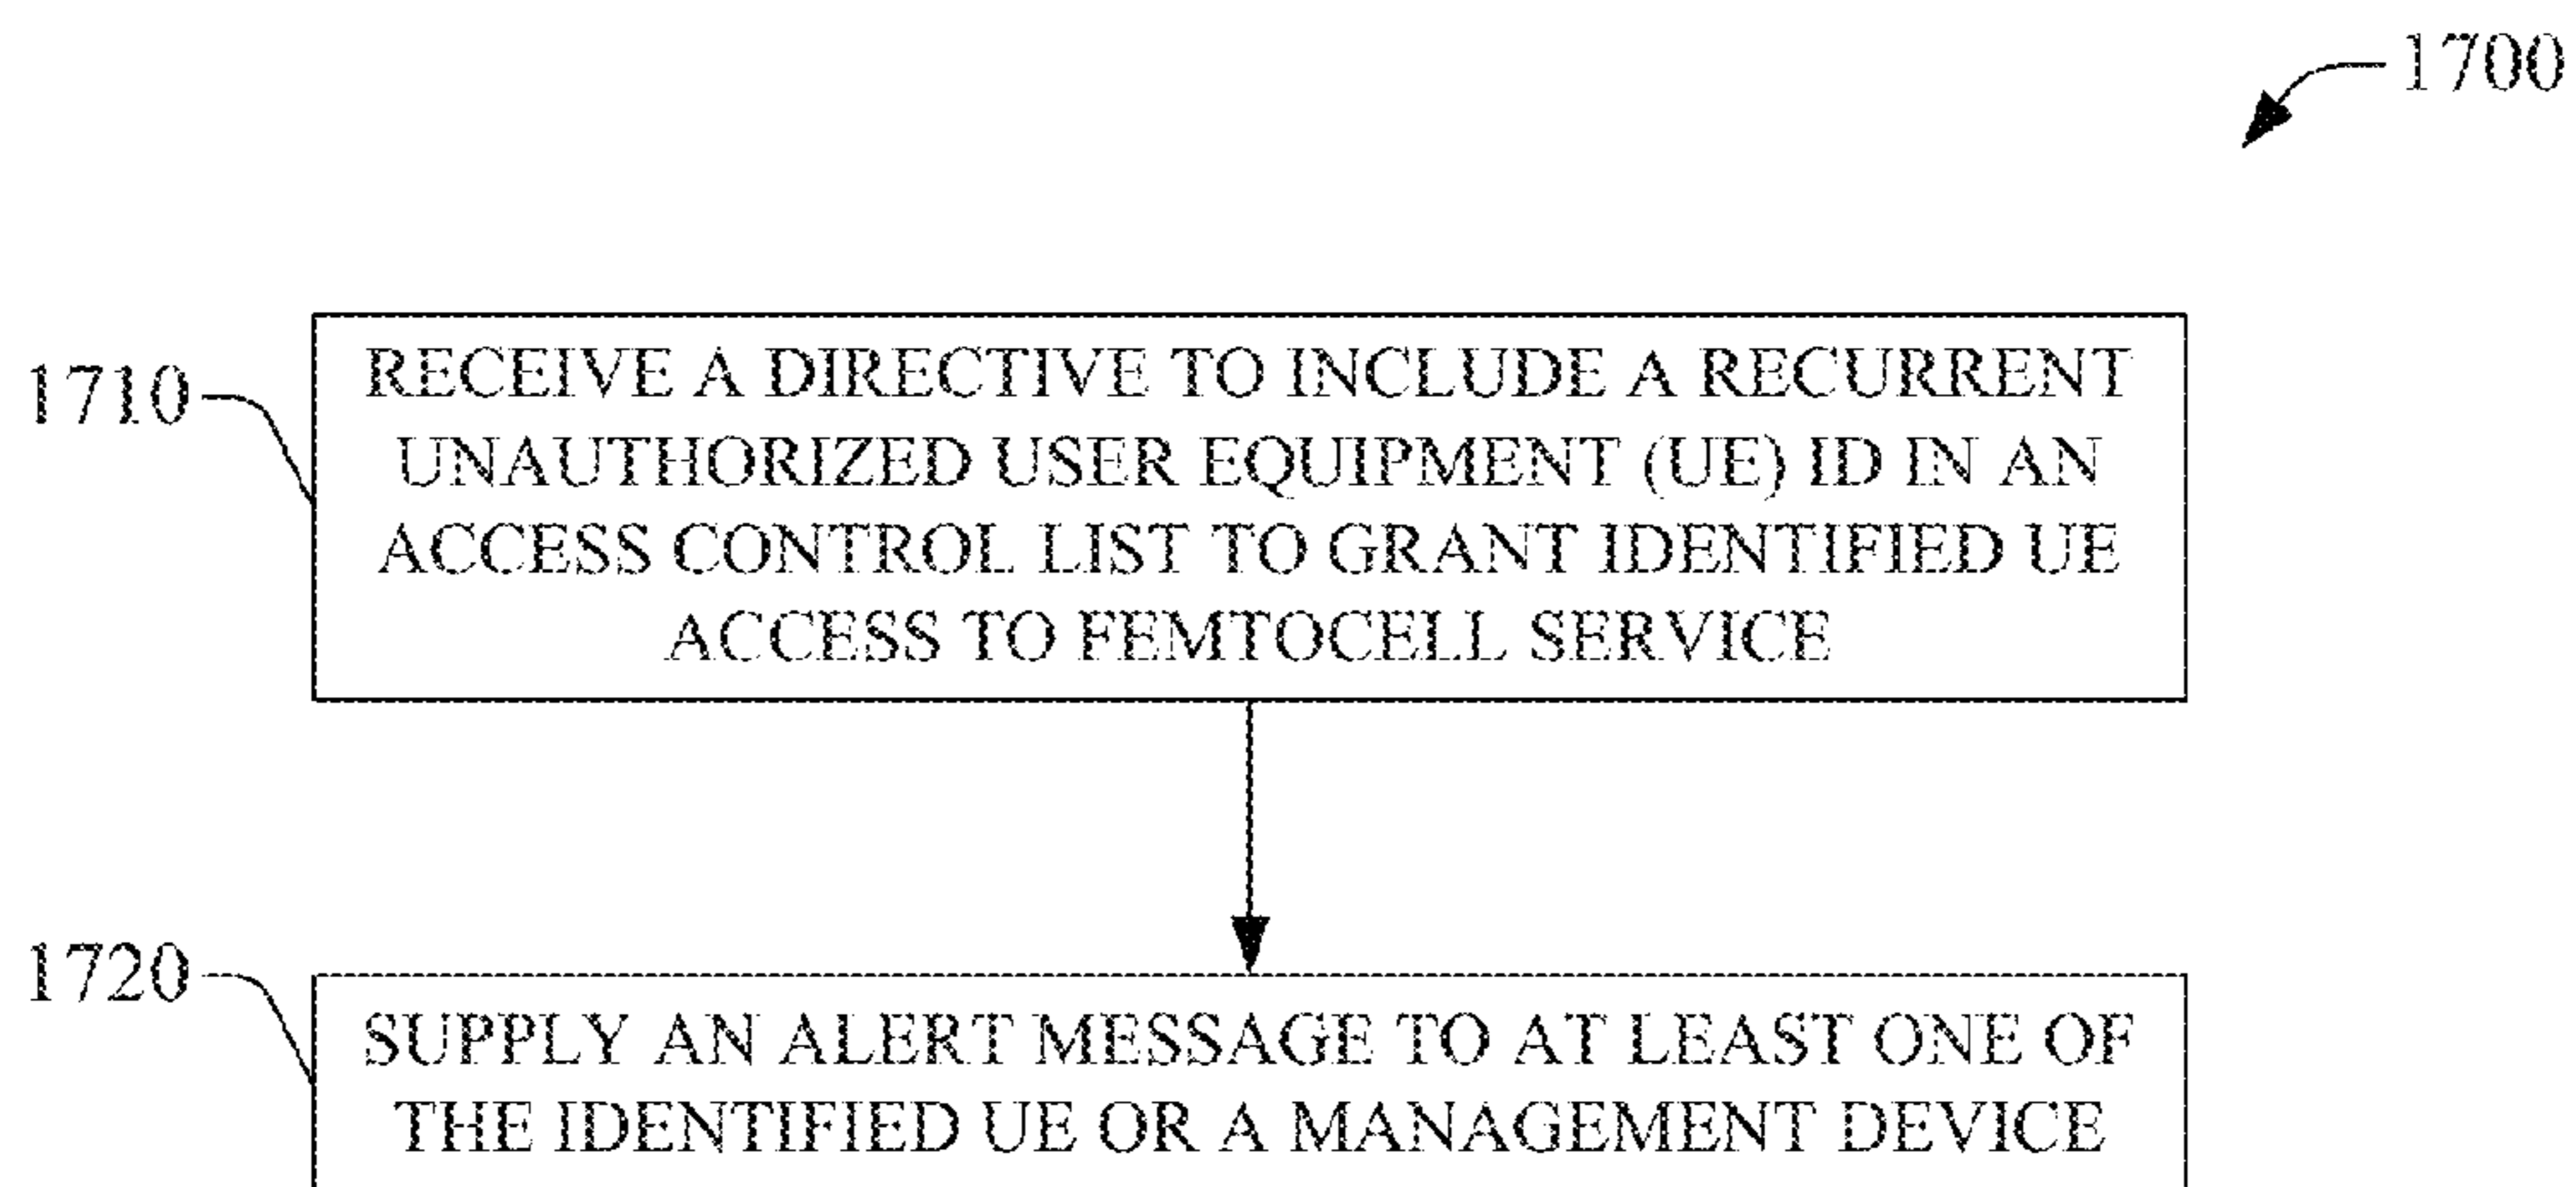 1700
1710
RECEIVE A DIRECTIVE TO INCLUDE A RECURRENT
UNAUTHORIZED USER EQUIPMENT (UE) ID IN AN
ACCESS CONTROL LIST TO GRANT IDENTIFIED UE
ACCESS TO FEMTOCELL SERVICE
1720
SUPPLY AN ALERT MESSAGE TO AT LEAST ONE OF
THE IDENTIFIED UE OR A MANAGEMENT DEVICE